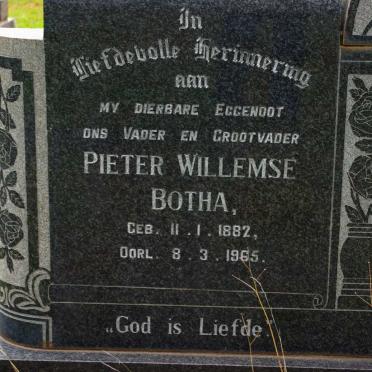 In
Liefdevolle Herinnering
aan
MY DIERBARE EGGENOOT
ONS VADER EN GROOTVADER
PIETER WILLEMSE
BOTHA,
GEB. 11.1.1882,
OORL. 8.3.1965.
„God is Liefde"